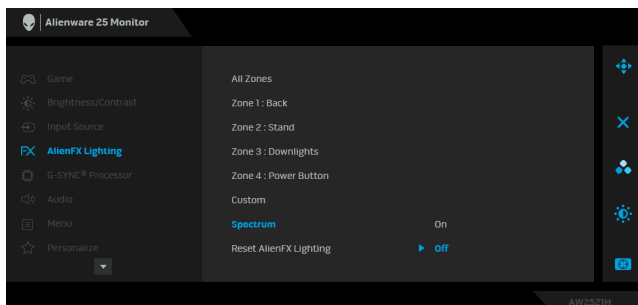 Alienware 25 Monitor
Game
Brightness/Contrast
Input Source
FX AlienFX Lighting
G-SYNC® Processor
Audio
Menu
Personalize
All Zones
Zone 1 : Back
Zone 2 : Stand
Zone 3 : Downlights
Zone 4 : Power Button
Custom
Spectrum On
Reset AlienFX Lighting Off
AW2521H